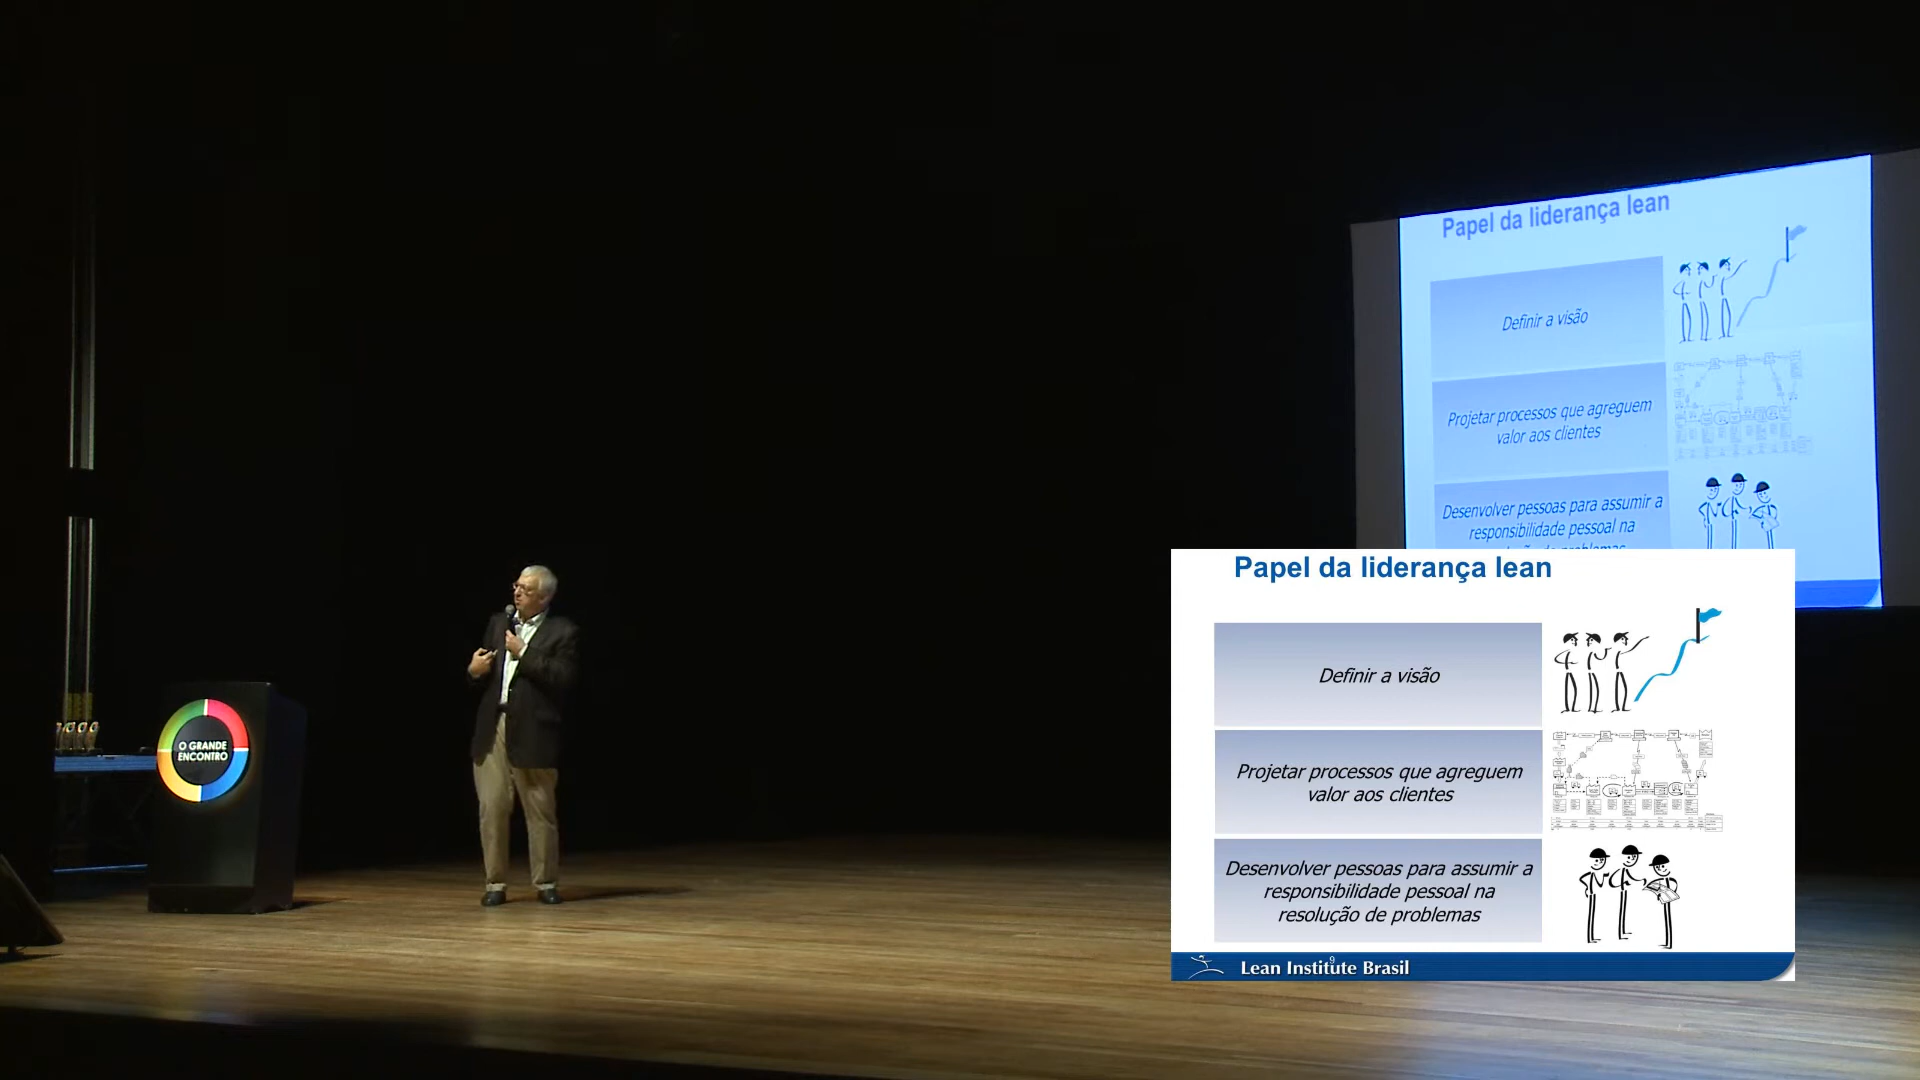 Papel da liderança lean
Definir a visão
Projetar processos que agreguem
valor aos clientes
Desenvolver pessoas para assumir a
responsibilidade pessoal na
O GRANDE
ENCONTRO
Papel da liderança lean
Definir a visão
Projetar processos que agreguem
valor aos clientes
Desenvolver pessoas para assumir a
responsibilidade pessoal na
resolução de problemas
9
Lean Institute Brasil